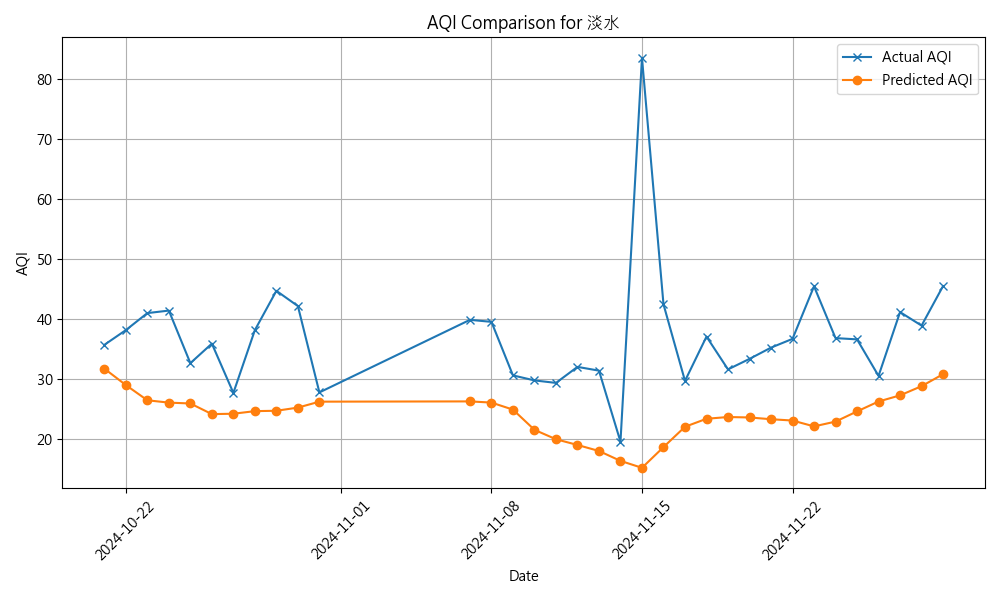 AQI Comparison for 淡水
Actual AQI
Predicted AQI
AQI
80
70
60
50
40
30
20
2024-10-22
2024-11-01
2024-11-08
2024-11-15
2024-11-22
Date